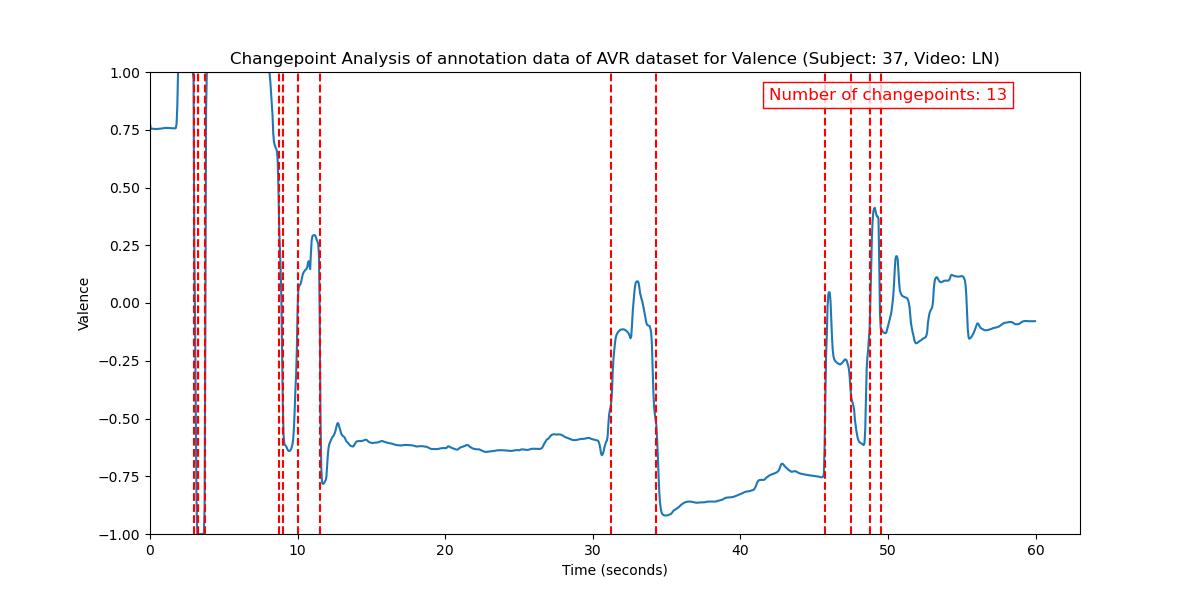 Changepoint Analysis of annotation data of AVR dataset for Valence (Subject: 37, Video: LN)
Number of changepoints: 13
1.00
0.75
0.50
0.25
0.00
−0.25
−0.50
−0.75
−1.00
Valence
0 10 20 30 40 50 60
Time (seconds)